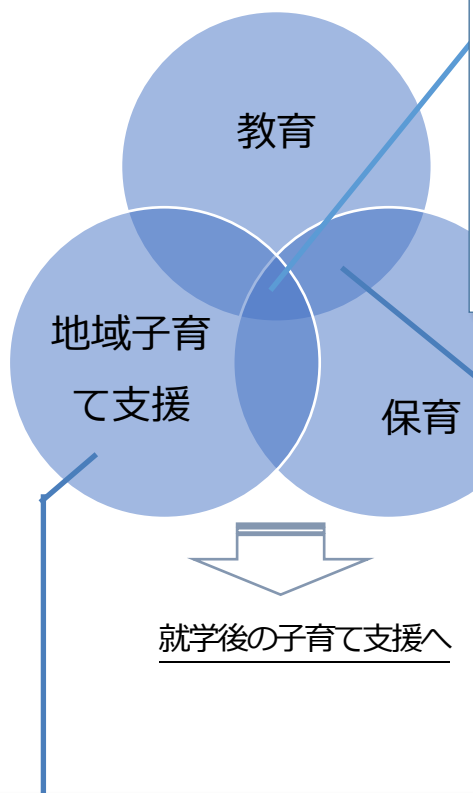 教育
地域子育
て支援
保育
就学後の子育て支援へ